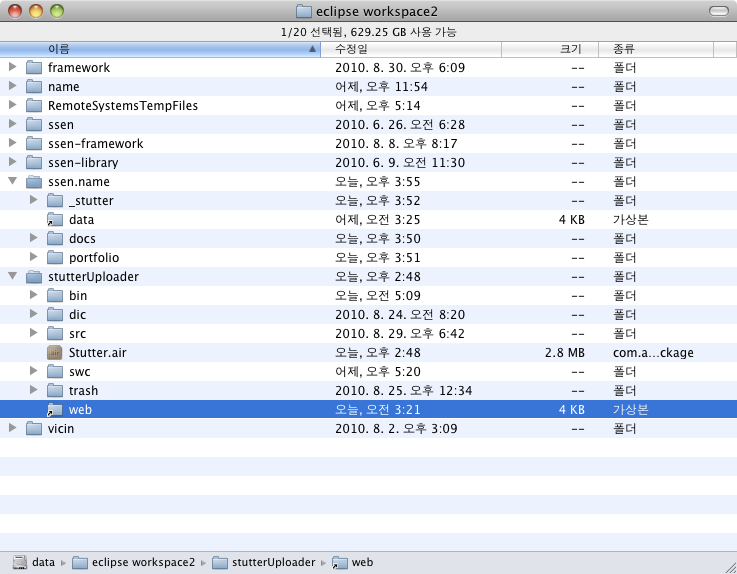 eclipse workspace2
1/20 선택됨, 629.25 GB 사용 가능
이름 수정일 크기 종류
framework 2010. 8. 30. 오후 6:09 -- 폴더
name 어제, 오후 11:54 -- 폴더
RemoteSystemsTempFiles 어제, 오후 5:14 -- 폴더
ssen 2010. 6. 26. 오전 6:28 -- 폴더
ssen-framework 2010. 8. 8. 오후 8:17 -- 폴더
ssen-library 2010. 6. 9. 오전 11:30 -- 폴더
ssen.name 오늘, 오후 3:55 -- 폴더
_stutter 오늘, 오후 3:52 -- 폴더
data 어제, 오전 3:25 4 KB 가상본
docs 오늘, 오후 3:50 -- 폴더
portfolio 오늘, 오후 3:51 -- 폴더
stutterUploader 오늘, 오후 2:48 -- 폴더
bin 오늘, 오전 5:09 -- 폴더
dic 2010. 8. 24. 오전 8:20 -- 폴더
src 2010. 8. 29. 오후 6:42 -- 폴더
Stutter.air 오늘, 오후 2:48 2.8 MB com.a...ckage
swc 어제, 오후 5:20 -- 폴더
trash 2010. 8. 25. 오후 12:34 -- 폴더
web 오늘, 오전 3:21 4 KB 가상본
vicin 2010. 8. 2. 오후 3:09 -- 폴더
data ▸ eclipse workspace2 ▸ stutterUploader ▸ web